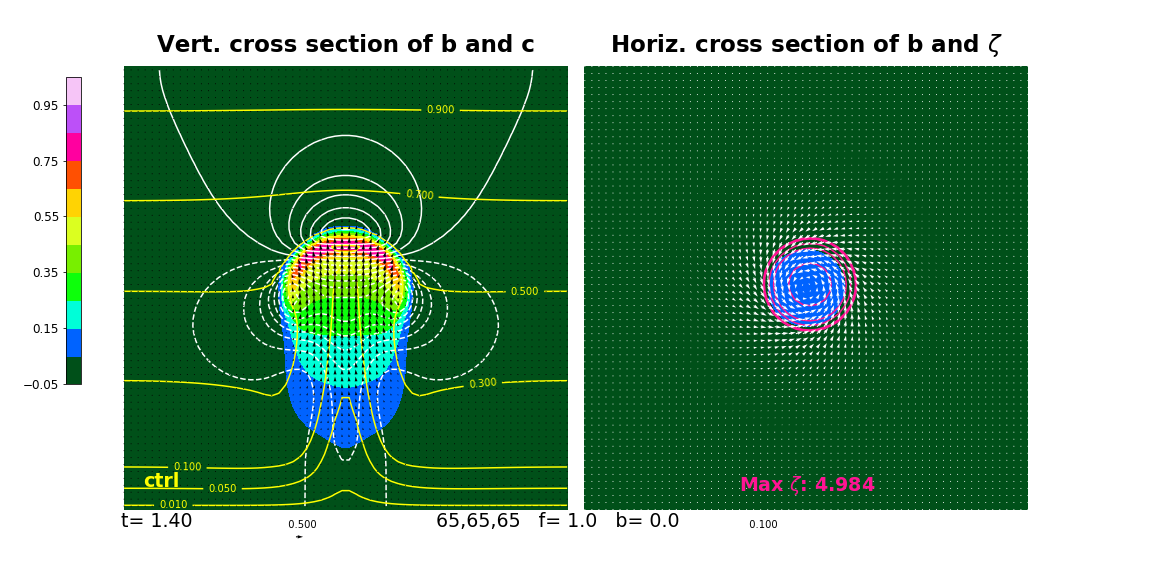 Vert. cross section of b and c
Horiz. cross section of b and ζ
0.95
0.75
0.55
0.35
0.15
−0.05
0.900
0.700
0.500
0.300
0.100
0.050
0.010
ctrl
Max ζ: 4.984
t= 1.40
65,65,65 f= 1.0 b= 0.0
0.500
0.100